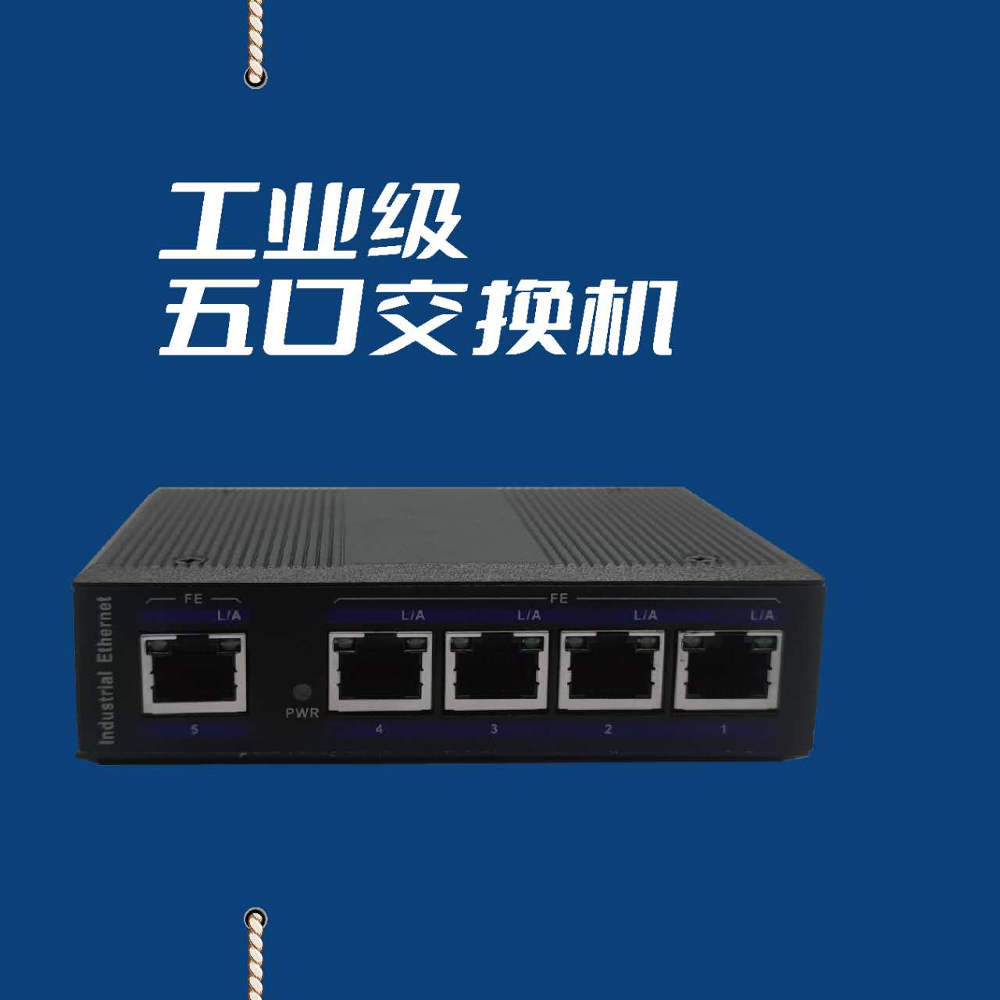 工业级
五口交换机
Industrial Ethernet
FE FE
L/A L/A L/A L/A L/A
PWR
5 4 3 2 1